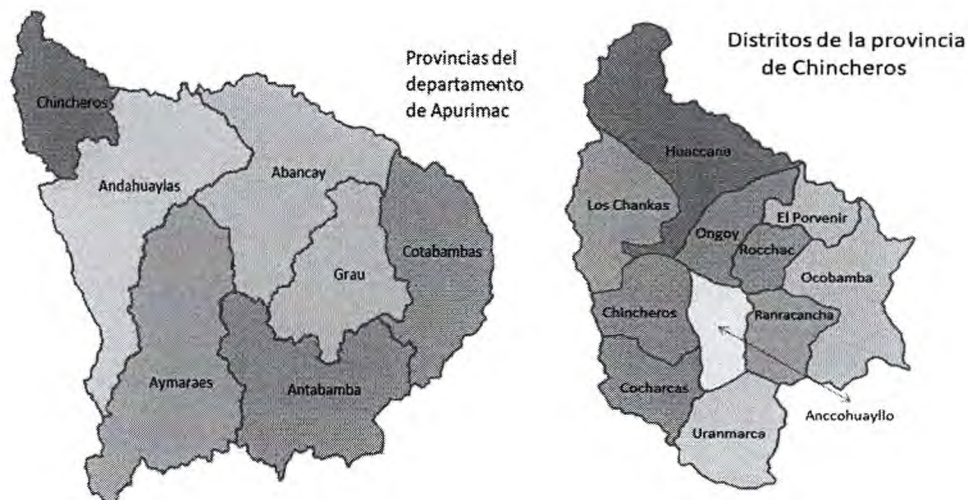 Provincias del
departamento
de Apurimac
Chincheros
Andahuaylas
Abancay
Cotabambas
Grau
Aymaraes
Antabamba
Distritos de la provincia
de Chincheros
Huaccana
Los Chankas
El Porvenir
Ongoy
Rocchac
Ocobamba
Chincheros
Ranracancha
Cocharcas
Anccohuayllo
Uranmarca